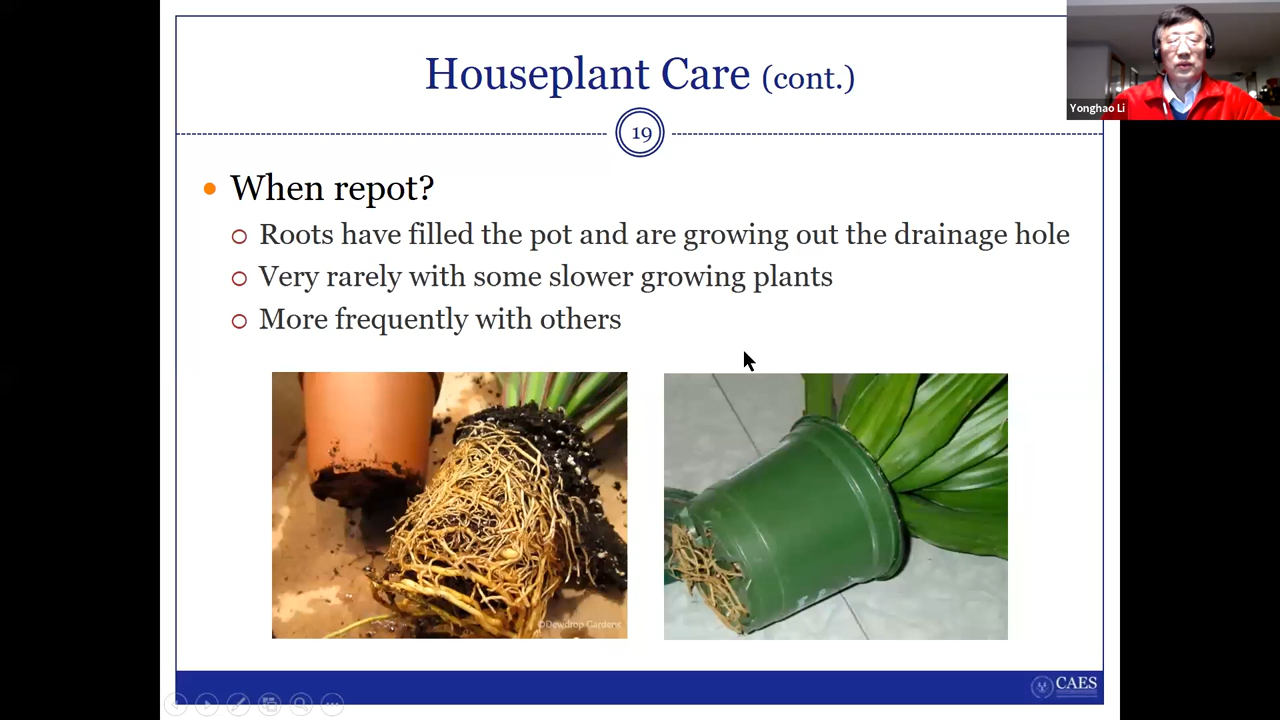 Houseplant Care (cont.)
Yonghao Li
19
When repot?
Roots have filled the pot and are growing out the drainage hole
Very rarely with some slower growing plants
More frequently with others
©Dewdrop Gardens
CAES